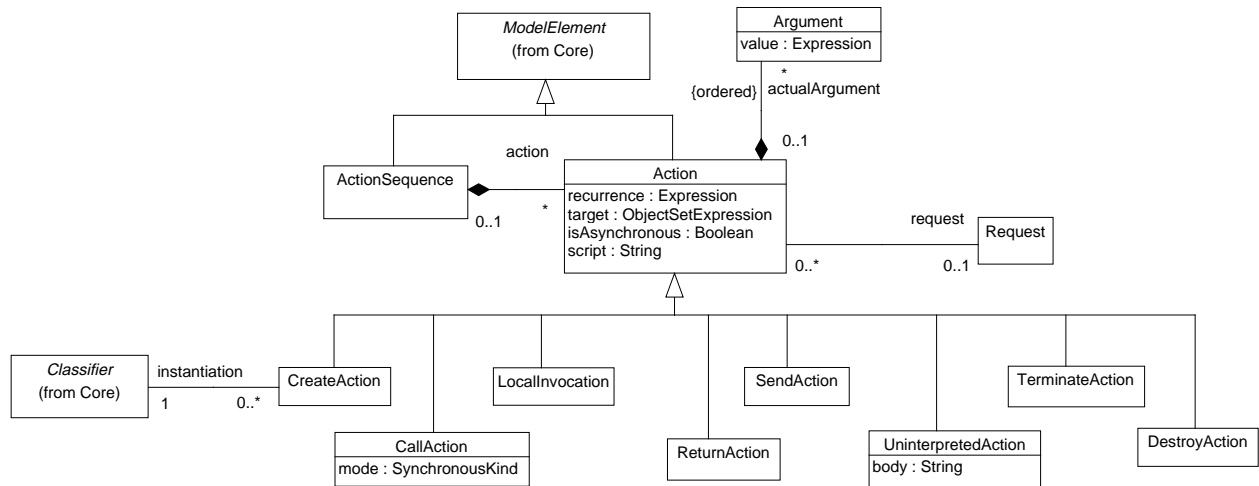 ModelElement
(from Core)
Argument
value : Expression
*
{ordered}
actualArgument
0..1
action
ActionSequence
0..1
*
Action
recurrence : Expression
target : ObjectSetExpression
isAsynchronous : Boolean
script : String
request
Request
0..*
0..1
Classifier
(from Core)
instantiation
1
0..*
CreateAction
LocalInvocation
SendAction
TerminateAction
CallAction
mode : SynchronousKind
ReturnAction
UninterpretedAction
body : String
DestroyAction